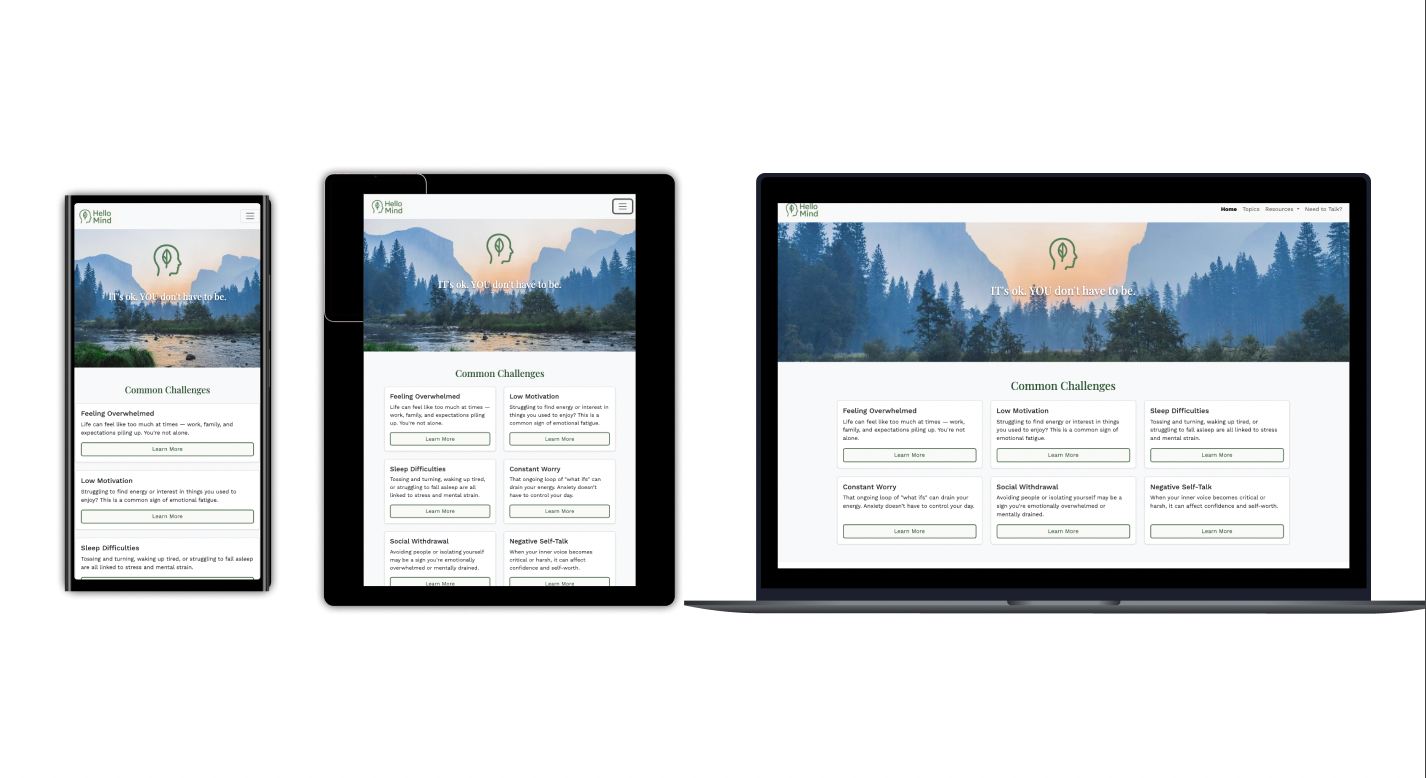 Hello
Mind
IT's ok. YOU don't have to be.
Common Challenges
Feeling Overwhelmed
Life can feel like too much at times — work, family, and
expectations piling up. You're not alone.
Learn More
Low Motivation
Struggling to find energy or interest in things you used to
enjoy? This is a common sign of emotional fatigue.
Learn More
Sleep Difficulties
Tossing and turning, waking up tired, or struggling to fall asleep
are all linked to stress and mental strain.
Hello
Mind
IT's ok. YOU don't have to be.
Common Challenges
Feeling Overwhelmed
Life can feel like too much at times —
work, family, and expectations piling
up. You're not alone.
Learn More
Low Motivation
Struggling to find energy or interest in
things you used to enjoy? This is a
common sign of emotional fatigue.
Learn More
Sleep Difficulties
Tossing and turning, waking up tired,
or struggling to fall asleep are all
linked to stress and mental strain.
Learn More
Constant Worry
That ongoing loop of "what ifs" can
drain your energy. Anxiety doesn't
have to control your day.
Learn More
Social Withdrawal
Avoiding people or isolating yourself
may be a sign you're emotionally
overwhelmed or mentally drained.
Learn More
Negative Self-Talk
When your inner voice becomes
critical or harsh, it can affect
confidence and self-worth.
Learn More
Hello
Mind
Home Topics Resources Need to Talk?
IT's ok. YOU don't have to be.
Common Challenges
Feeling Overwhelmed
Life can feel like too much at times — work,
family, and expectations piling up. You're not
alone.
Learn More
Low Motivation
Struggling to find energy or interest in things
you used to enjoy? This is a common sign of
emotional fatigue.
Learn More
Sleep Difficulties
Tossing and turning, waking up tired, or
struggling to fall asleep are all linked to stress
and mental strain.
Learn More
Constant Worry
That ongoing loop of "what ifs" can drain your
energy. Anxiety doesn't have to control your day.
Learn More
Social Withdrawal
Avoiding people or isolating yourself may be a
sign you're emotionally overwhelmed or
mentally drained.
Learn More
Negative Self-Talk
When your inner voice becomes critical or
harsh, it can affect confidence and self-worth.
Learn More